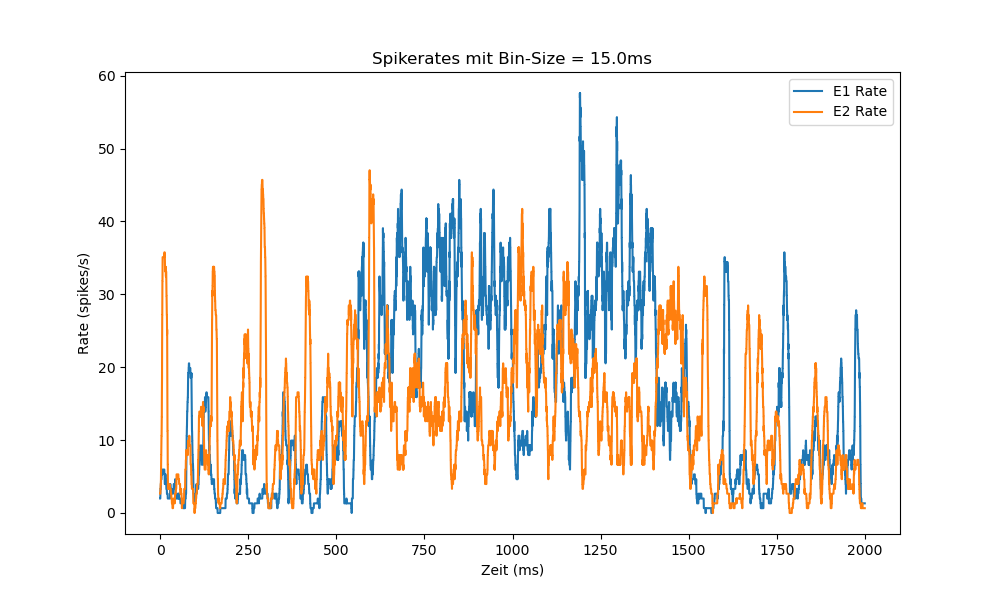 Spikerates mit Bin-Size = 15.0ms
E1 Rate
E2 Rate
Rate (spikes/s)
60
50
40
30
20
10
0
0 250 500 750 1000 1250 1500 1750 2000
Zeit (ms)